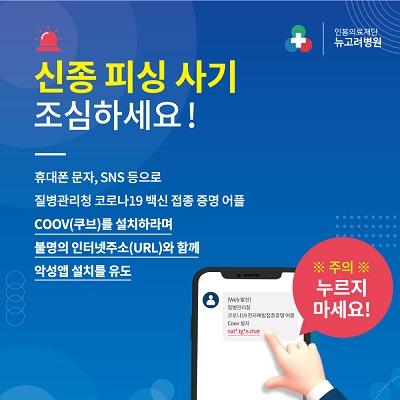 인봉의료재단
뉴고려병원
신종 피싱 사기
조심하세요!
휴대폰 문자, SNS 등으로
질병관리청 코로나19 백신 접종 증명 어플
COOV(쿠브)를 설치하라며
불명의 인터넷주소(URL)와 함께
악성앱 설치를 유도
※ 주의 ※
누르지
마세요!
[Web발신]
질병관리청
코로나19 전자예방접종증명 어플
Coov 설치
nat*.tg*e.chat